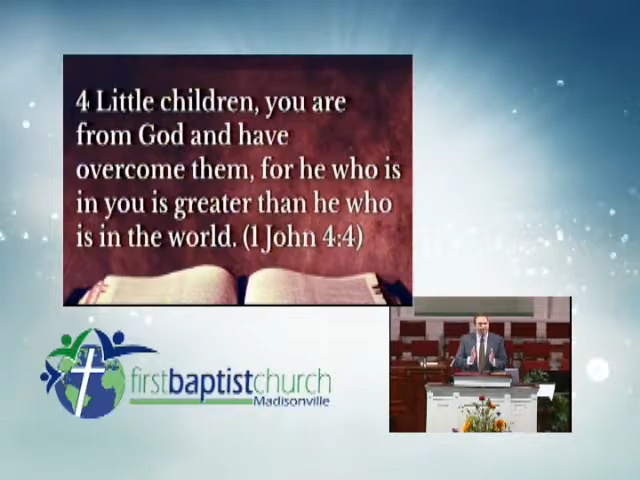 4 Little children, you are
from God and have
overcome them, for he who is
in you is greater than he who
is in the world. (1 John 4:4)
firstbaptistchurch
Madisonville